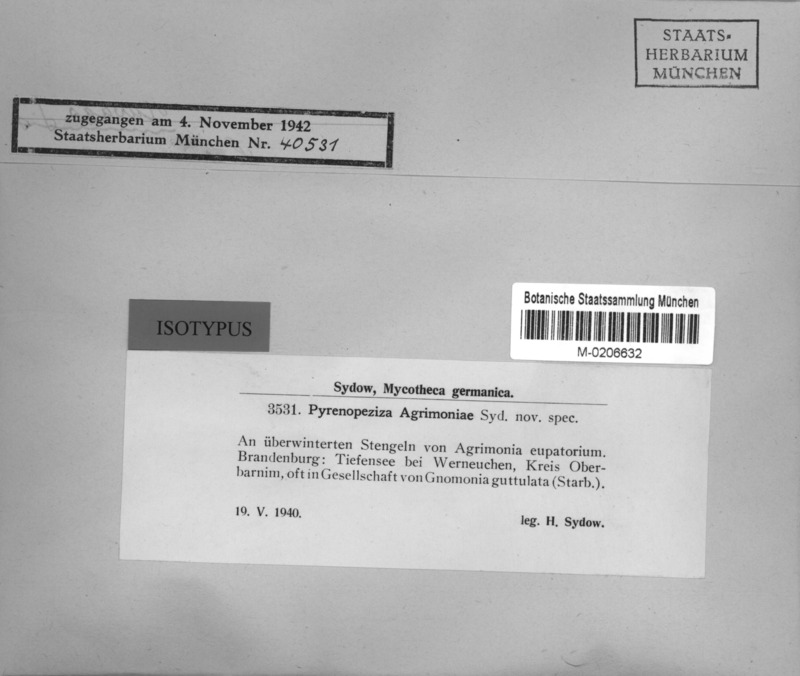 STAATS-
HERBARIUM
MÜNCHEN
zugegangen am 4. November 1942
Staatsherbarium München Nr. 40531
Botanische Staatssammlung München
M-0206632
ISOTYPUS
Sydow, Mycotheca germanica.
3531. Pyrenopeziza Agrimoniae Syd. nov. spec.
An überwinterten Stengeln von Agrimonia eupatorium.
Brandenburg: Tiefensee bei Werneuchen, Kreis Ober-
barnim, oft in Gesellschaft von Gnomonia guttulata (Starb.).
19. V. 1940.
leg. H. Sydow.